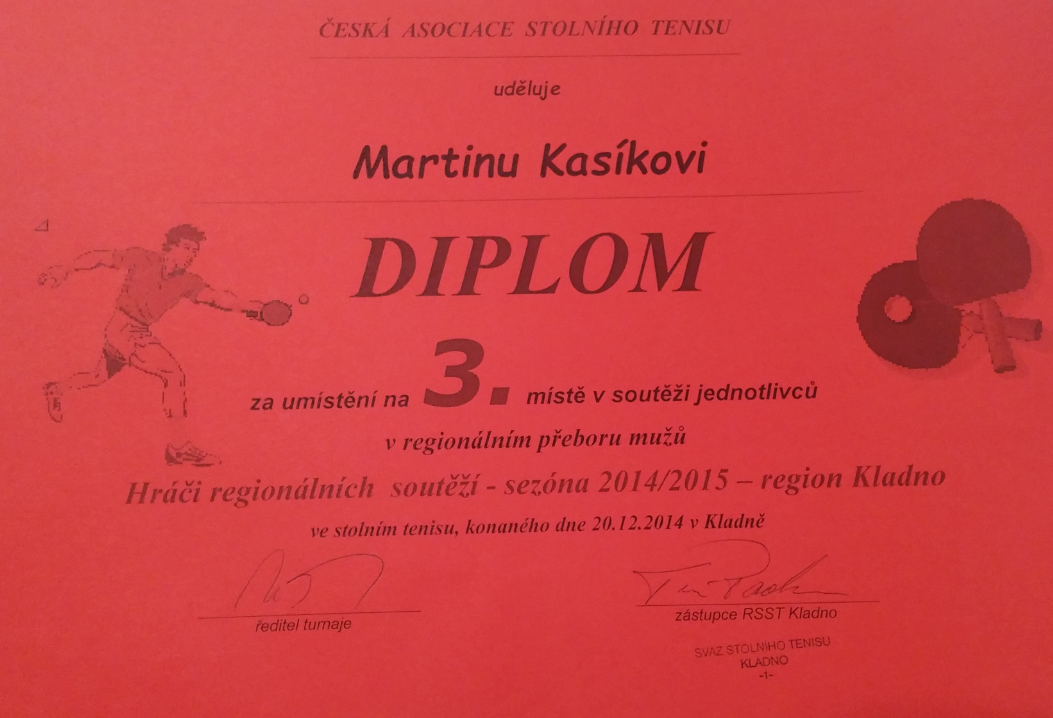 ČESKÁ ASOCIACE STOLNÍHO TENISU
uděluje
Martinu Kasíkovi
DIPLOM
za umístění na 3. místě v soutěži jednotlivců
v regionálním přeboru mužů
Hráči regionálních soutěží - sezóna 2014/2015 – region Kladno
ve stolním tenisu, konaného dne 20.12.2014 v Kladně
ředitel turnaje
zástupce RSST Kladno
SVAZ STOLNÍHO TENISU
KLADNO
-1-